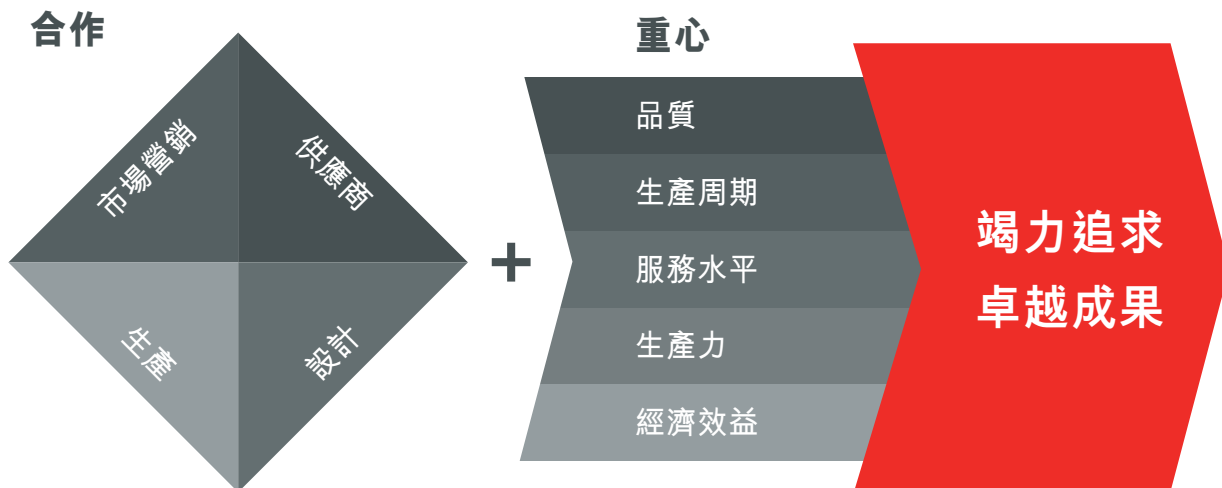 合作
市場營銷
供應商
生產
設計
+
重心
品質
生產周期
服務水平
生產力
經濟效益
竭力追求
卓越成果